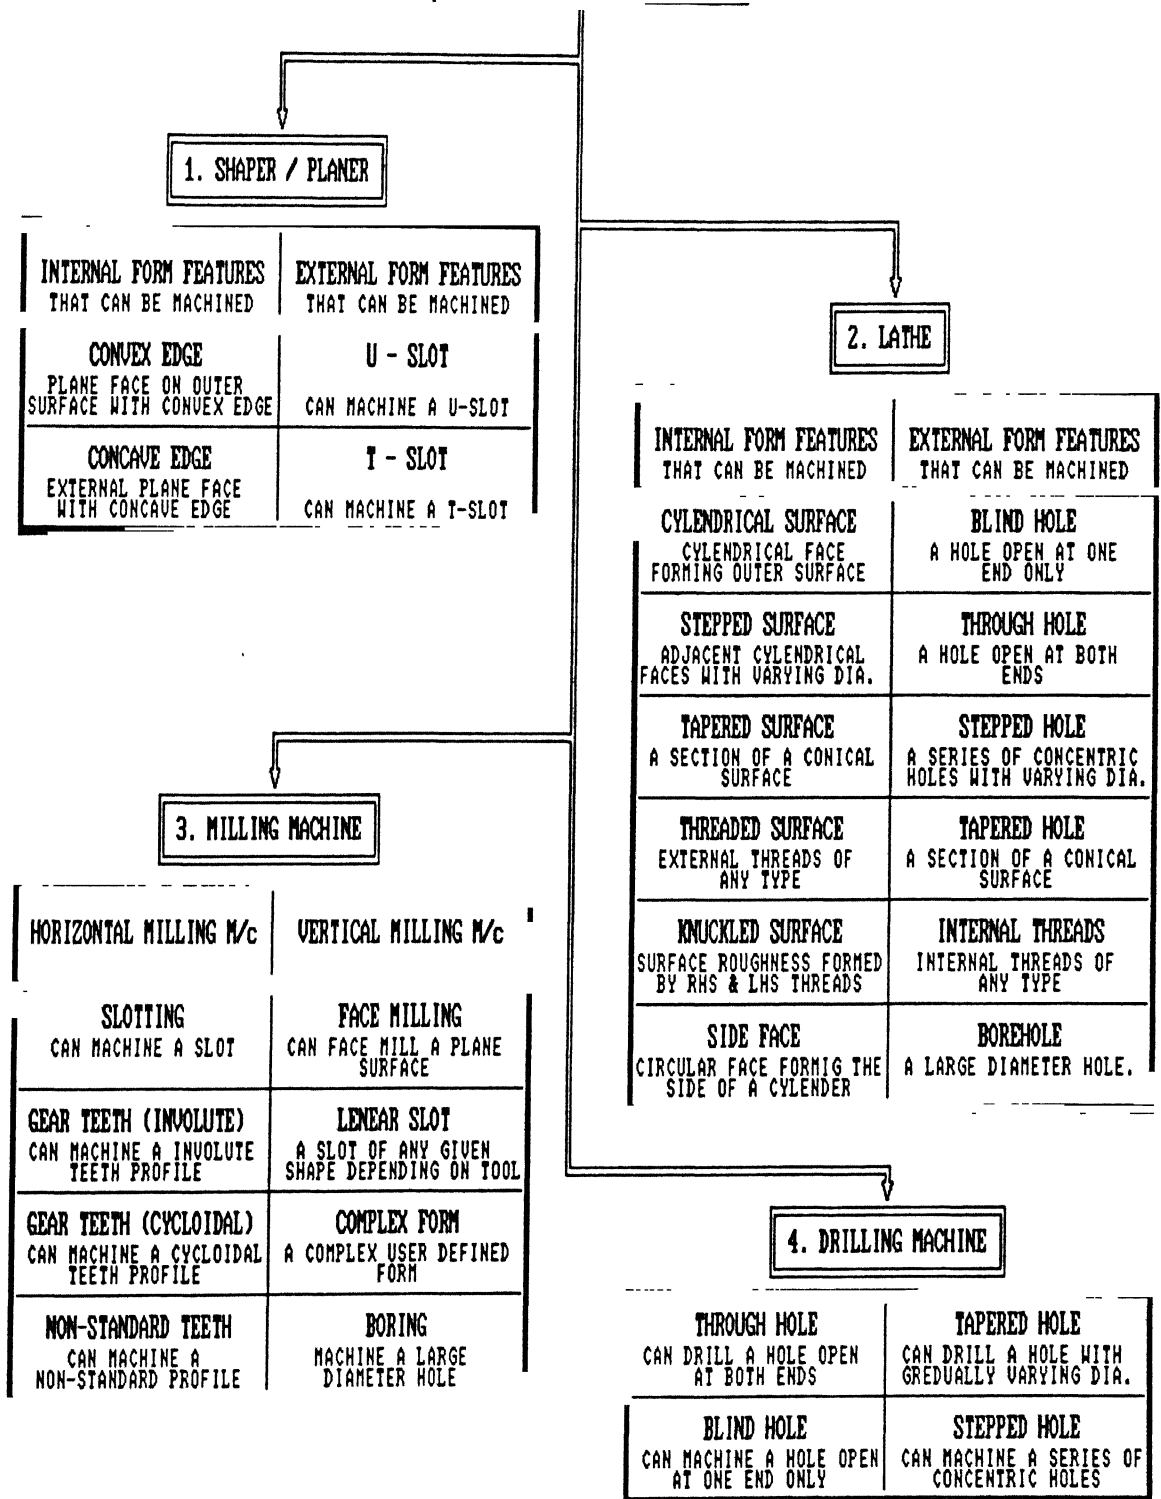 1. SHAPER / PLANER
INTERNAL FORM FEATURES
THAT CAN BE MACHINED
EXTERNAL FORM FEATURES
THAT CAN BE MACHINED
CONVEX EDGE
PLANE FACE ON OUTER
SURFACE WITH CONVEX EDGE
U - SLOT
CAN MACHINE A U-SLOT
CONCAVE EDGE
EXTERNAL PLANE FACE
WITH CONCAVE EDGE
T - SLOT
CAN MACHINE A T-SLOT
2. LATHE
INTERNAL FORM FEATURES
THAT CAN BE MACHINED
EXTERNAL FORM FEATURES
THAT CAN BE MACHINED
CYLENDRICAL SURFACE
CYLENDRICAL FACE
FORMING OUTER SURFACE
BLIND HOLE
A HOLE OPEN AT ONE
END ONLY
STEPPED SURFACE
ADJACENT CYLENDRICAL
FACES WITH VARYING DIA.
THROUGH HOLE
A HOLE OPEN AT BOTH
ENDS
TAPERED SURFACE
A SECTION OF A CONICAL
SURFACE
STEPPED HOLE
A SERIES OF CONCENTRIC
HOLES WITH VARYING DIA.
THREADED SURFACE
EXTERNAL THREADS OF
ANY TYPE
TAPERED HOLE
A SECTION OF A CONICAL
SURFACE
KNUCKLED SURFACE
SURFACE ROUGHNESS FORMED
BY RHS & LHS THREADS
INTERNAL THREADS
INTERNAL THREADS OF
ANY TYPE
SIDE FACE
CIRCULAR FACE FORMIG THE
SIDE OF A CYLENDER
BOREHOLE
A LARGE DIAMETER HOLE.
3. MILLING MACHINE
HORIZONTAL MILLING M/c
VERTICAL MILLING M/c
SLOTTING
CAN MACHINE A SLOT
FACE MILLING
CAN FACE MILL A PLANE
SURFACE
GEAR TEETH (INVOLUTE)
CAN MACHINE A INVOLUTE
TEETH PROFILE
LENEAR SLOT
A SLOT OF ANY GIVEN
SHAPE DEPENDING ON TOOL
GEAR TEETH (CYCLOIDAL)
CAN MACHINE A CYCLOIDAL
TEETH PROFILE
COMPLEX FORM
A COMPLEX USER DEFINED
FORM
NON-STANDARD TEETH
CAN MACHINE A
NON-STANDARD PROFILE
BORING
MACHINE A LARGE
DIAMETER HOLE
4. DRILLING MACHINE
THROUGH HOLE
CAN DRILL A HOLE OPEN
AT BOTH ENDS
TAPERED HOLE
CAN DRILL A HOLE WITH
GREDUALLY VARYING DIA.
BLIND HOLE
CAN MACHINE A HOLE OPEN
AT ONE END ONLY
STEPPED HOLE
CAN MACHINE A SERIES OF
CONCENTRIC HOLES